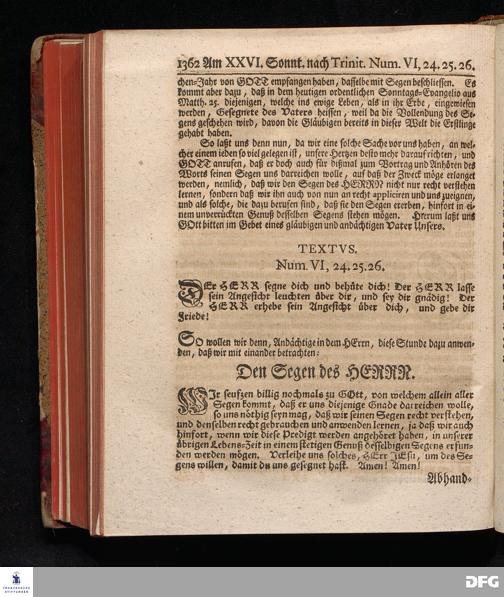 1362 Am XXVI. Sonnt. nach Trinit. Num. VI, 24. 25. 26.
chen-Jahr von GOTT empfangen haben, dasselbe mit Segen beschliessen. Es
kommt aber dazu, daß in dem heutigen ordentlichen Sonntags-Evangelio aus
Matth. 25. diejenigen, welche ins ewige Leben, als in ihr Erbe, eingewiesen
werden, Gesegnete des Vaters heissen, weil da die Vollendung des Se-
gens geschehen wird, davon die Gläubigen bereits in dieser Welt die Erstlinge
gehabt haben.
So laßt uns denn nun, da wir eine solche Sache vor uns haben, an wel-
cher einem ieden so viel gelegen ist, unsere Hertzen desto mehr darauf richten, und
GOTT anrufen, daß er doch auch für dißmal zum Vortrag und Anhören des
Worts seinen Segen uns darreichen wolle, auf daß der Zweck möge erlanget
werden, nemlich, daß wir den Segen des HERRN nicht nur recht verstehen
lernen, sondern daß wir ihn auch von nun an recht appliciren und uns zueignen,
und als solche, die dazu berufen sind, daß sie den Segen ererben, hinfort in ei-
nem unverrückten Genuß desselben Segens stehen mögen. Hierum laßt uns
GOtt bitten im Gebet eines gläubigen und andächtigen Vater Unsers.
TEXTVS.
Num. VI, 24. 25. 26.
DEr HERR segne dich und behüte dich! Der HERR lasse
sein Angesicht leuchten über dir, und sey dir gnädig! Der
HERR erhebe sein Angesicht über dich, und gebe dir
Friede!
SO wollen wir denn, Andächtige in dem HErrn, diese Stunde dazu anwen-
den, daß wir mit einander betrachten:
Den Segen des HERRN.
WIr seufzen billig nochmals zu GOtt, von welchem allein aller
Segen kommt, daß er uns diejenige Gnade darreichen wolle,
so uns nöthig seyn mag, daß wir seinen Segen recht verstehen,
und denselben recht gebrauchen und anwenden lernen, ja daß wir auch
hinfort, wenn wir diese Predigt werden angehöret haben, in unserer
übrigen Lebens-Zeit in einem stetigen Genuß desselbigen Segens erfun-
den werden mögen. Verleihe uns solches, HErr JEsu, um des Se-
gens willen, damit du uns gesegnet hast. Amen! Amen!
Abhand-
FRANCKESCHE
STIFTUNGEN
DFG